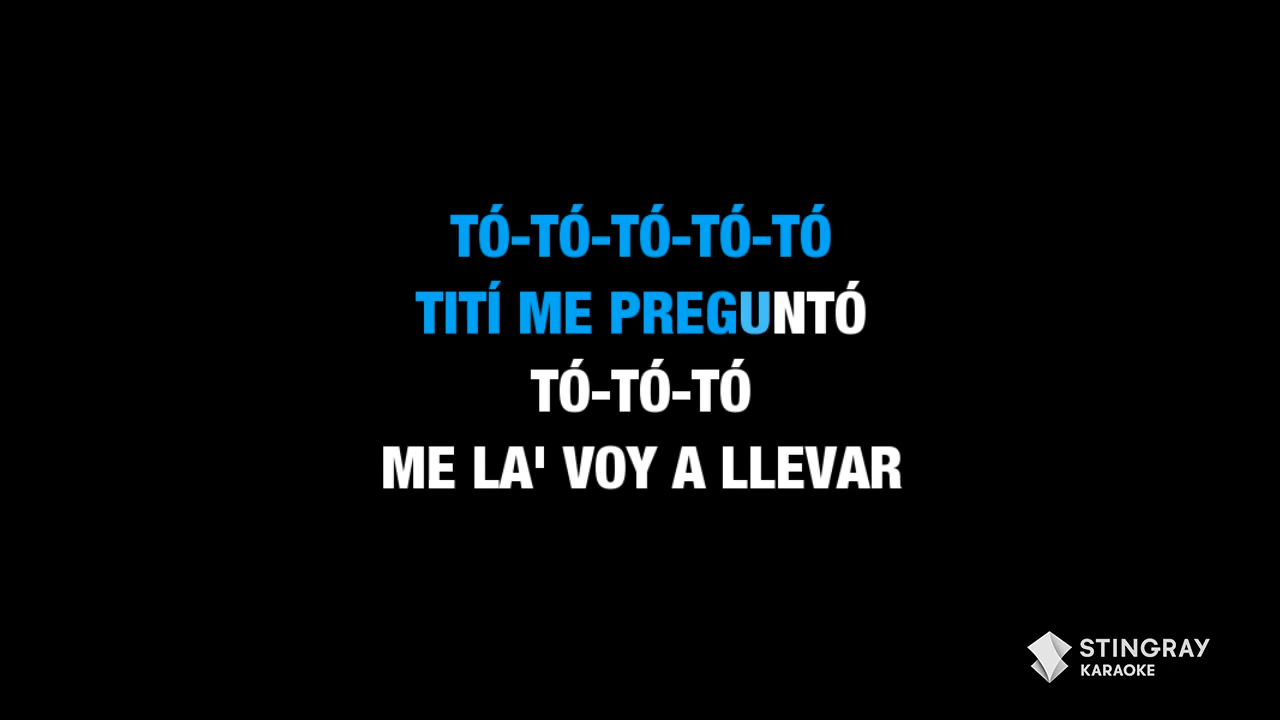 TÓ-TÓ-TÓ-TÓ-TÓ
TITÍ ME PREGUNTÓ
TÓ-TÓ-TÓ
ME LA' VOY A LLEVAR
STINGRAY
KARAOKE